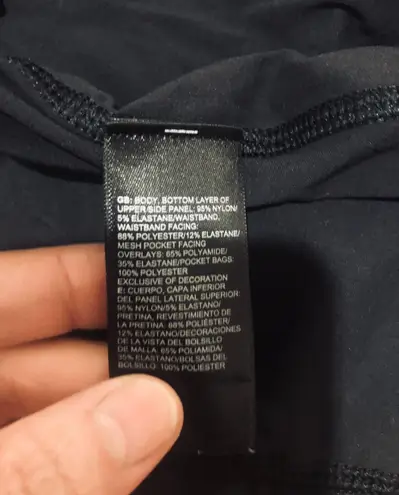 GB: BODY, BOTTOM LAYER OF
UPPER/SIDE PANEL: 95% NYLON/
5% ELASTANE/WAISTBAND,
WAISTBAND FACING:
88% POLYESTER/12% ELASTANE/
MESH POCKET FACING
OVERLAYS: 65% POLYAMIDE/
35% ELASTANE/POCKET BAGS:
100% POLYESTER
EXCLUSIVE OF DECORATION
E: CUERPO, CAPA INFERIOR
DEL PANEL LATERAL SUPERIOR:
95% NYLON/5% ELASTANO/
PRETINA, REVESTIMIENTO DE
LA PRETINA: 88% POLIÉSTER/
12% ELASTANO/DECORACIONES
DE LA VISTA DEL BOLSILLO
DE MALLA: 65% POLIAMIDA/
35% ELASTANO/BOLSAS DEL
BOLSILLO: 100% POLIÉSTER